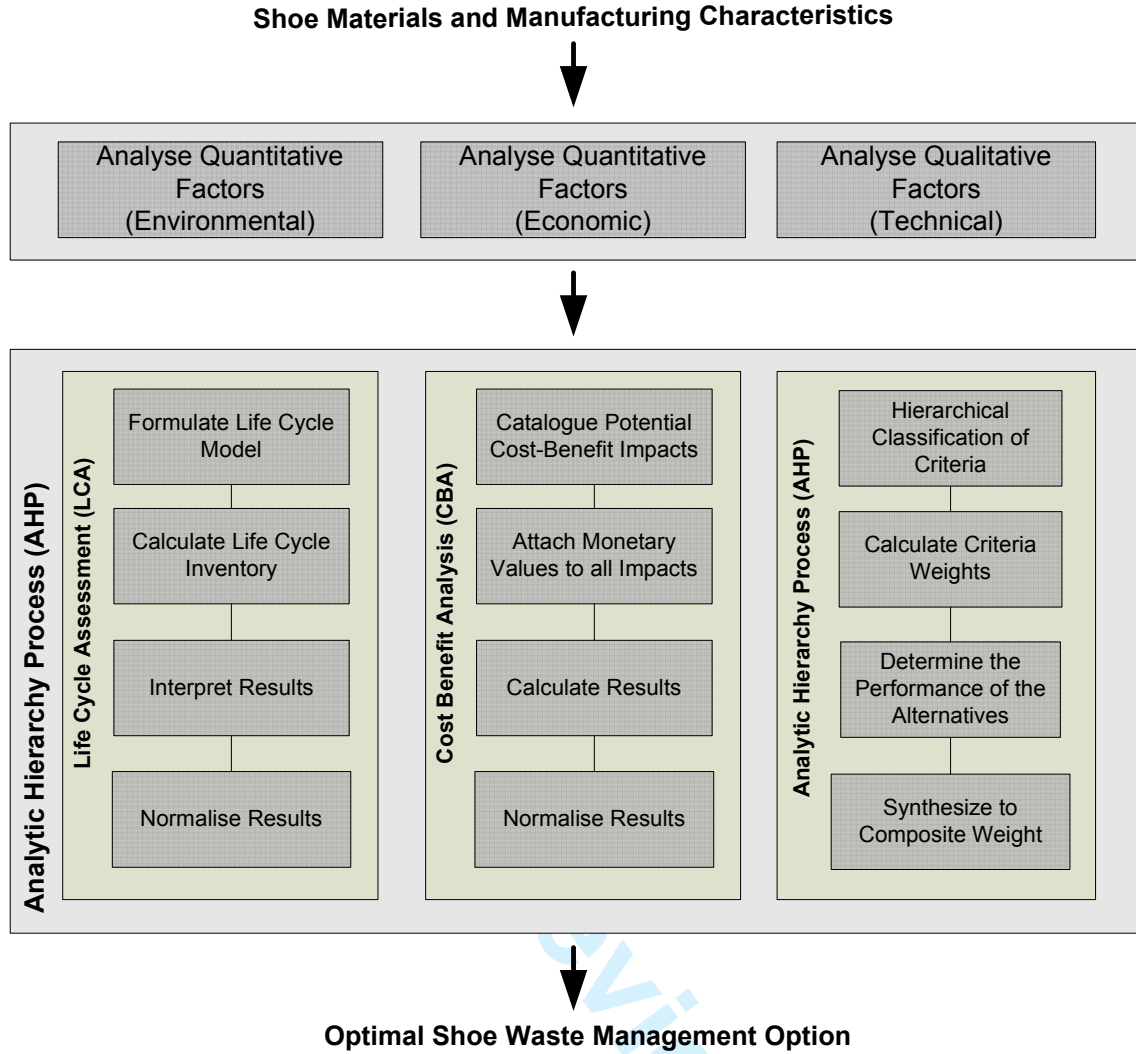 Shoe Materials and Manufacturing Characteristics
Analyse Quantitative
Factors
(Environmental)
Analyse Quantitative
Factors
(Economic)
Analyse Qualitative
Factors
(Technical)
Analytic Hierarchy Process (AHP)
Life Cycle Assessment (LCA)
Formulate Life Cycle
Model
Calculate Life Cycle
Inventory
Interpret Results
Normalise Results
Cost Benefit Analysis (CBA)
Catalogue Potential
Cost-Benefit Impacts
Attach Monetary
Values to all Impacts
Calculate Results
Normalise Results
Analytic Hierarchy Process (AHP)
Hierarchical
Classification of
Criteria
Calculate Criteria
Weights
Determine the
Performance of the
Alternatives
Synthesize to
Composite Weight
Optimal Shoe Waste Management Option